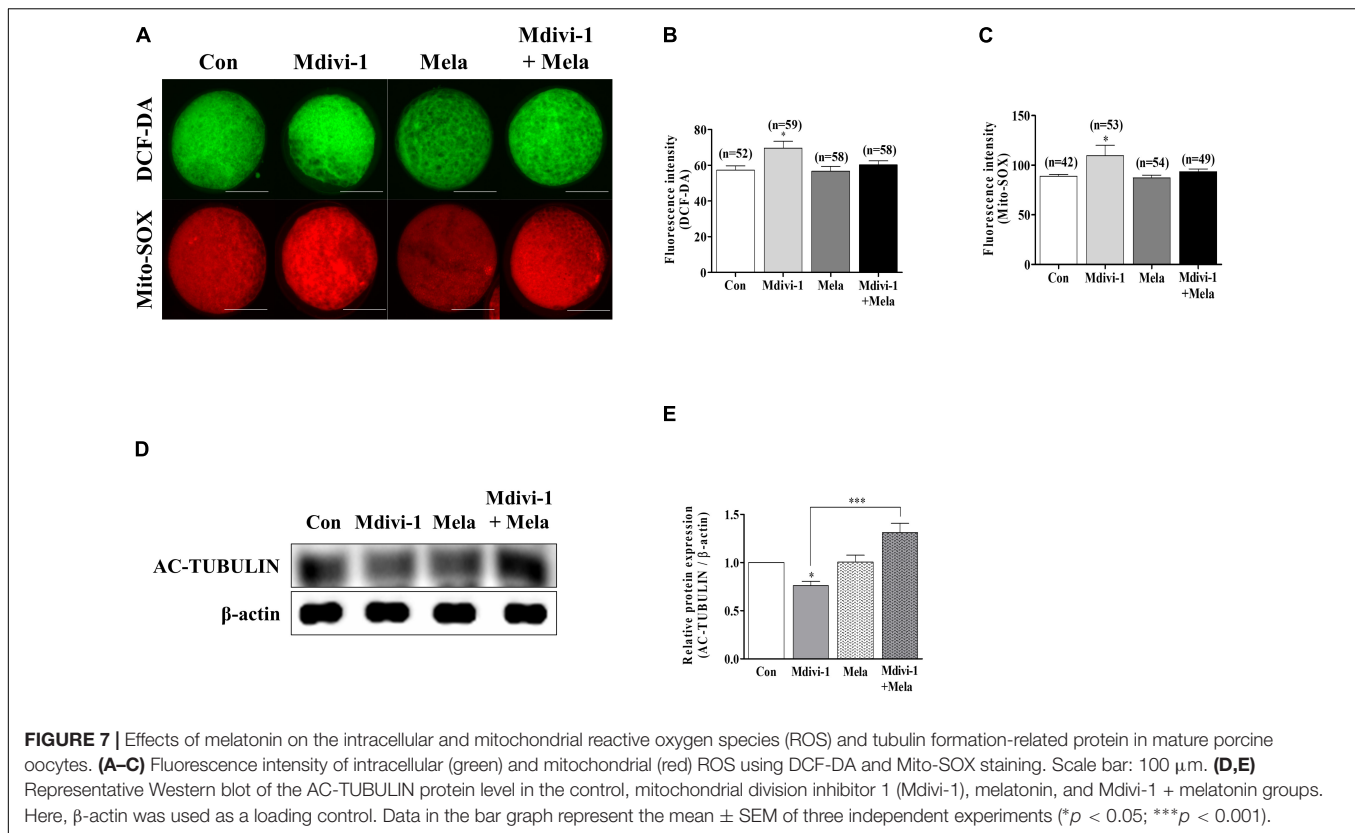 A
Con
Mdivi-1
Mela
Mdivi-1
+ Mela
DCF-DA
Mito-SOX
B
Fluorescence intensity
(DCF-DA)
80
60
40
20
0
(n=52)
(n=59)
*
(n=58)
(n=58)
Con
Mdivi-1
Mela
Mdivi-1
+Mela
C
Fluorescence intensity
(Mito-SOX)
150
100
50
0
(n=42)
(n=53)
*
(n=54)
(n=49)
Con
Mdivi-1
Mela
Mdivi-1
+Mela
D
Con
Mdivi-1
Mela
Mdivi-1
+ Mela
AC-TUBULIN
β-actin
E
Relative protein expression
(AC-TUBULIN / β-actin)
1.5
1.0
0.5
0.0
*
***
Con
Mdivi-1
Mela
Mdivi-1
+Mela
FIGURE 7 | Effects of melatonin on the intracellular and mitochondrial reactive oxygen species (ROS) and tubulin formation-related protein in mature porcine
oocytes. (A–C) Fluorescence intensity of intracellular (green) and mitochondrial (red) ROS using DCF-DA and Mito-SOX staining. Scale bar: 100 μm. (D,E)
Representative Western blot of the AC-TUBULIN protein level in the control, mitochondrial division inhibitor 1 (Mdivi-1), melatonin, and Mdivi-1 + melatonin groups.
Here, β-actin was used as a loading control. Data in the bar graph represent the mean ± SEM of three independent experiments (*p < 0.05; ***p < 0.001).